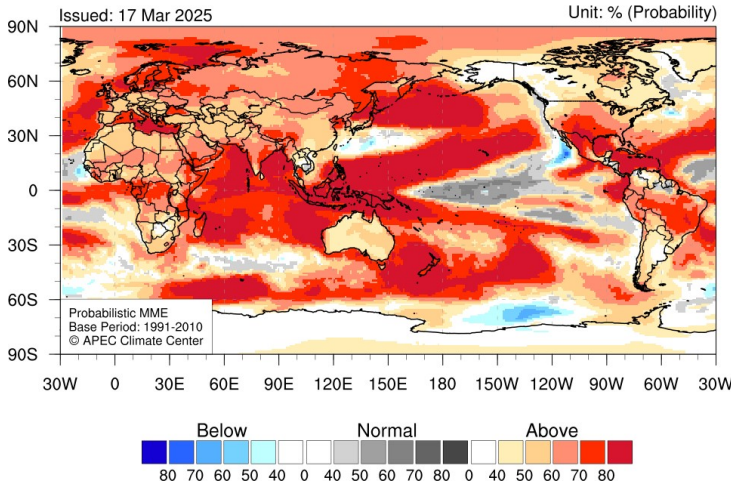 Issued: 17 Mar 2025
Unit: % (Probability)
90N
60N
30N
0
30S
60S
90S
Probabilistic MME
Base Period: 1991-2010
© APEC Climate Center
30W 0 30E 60E 90E 120E 150E 180 150W 120W 90W 60W 30W
Below Normal Above
80 70 60 50 40 0 40 50 60 70 80 0 40 50 60 70 80